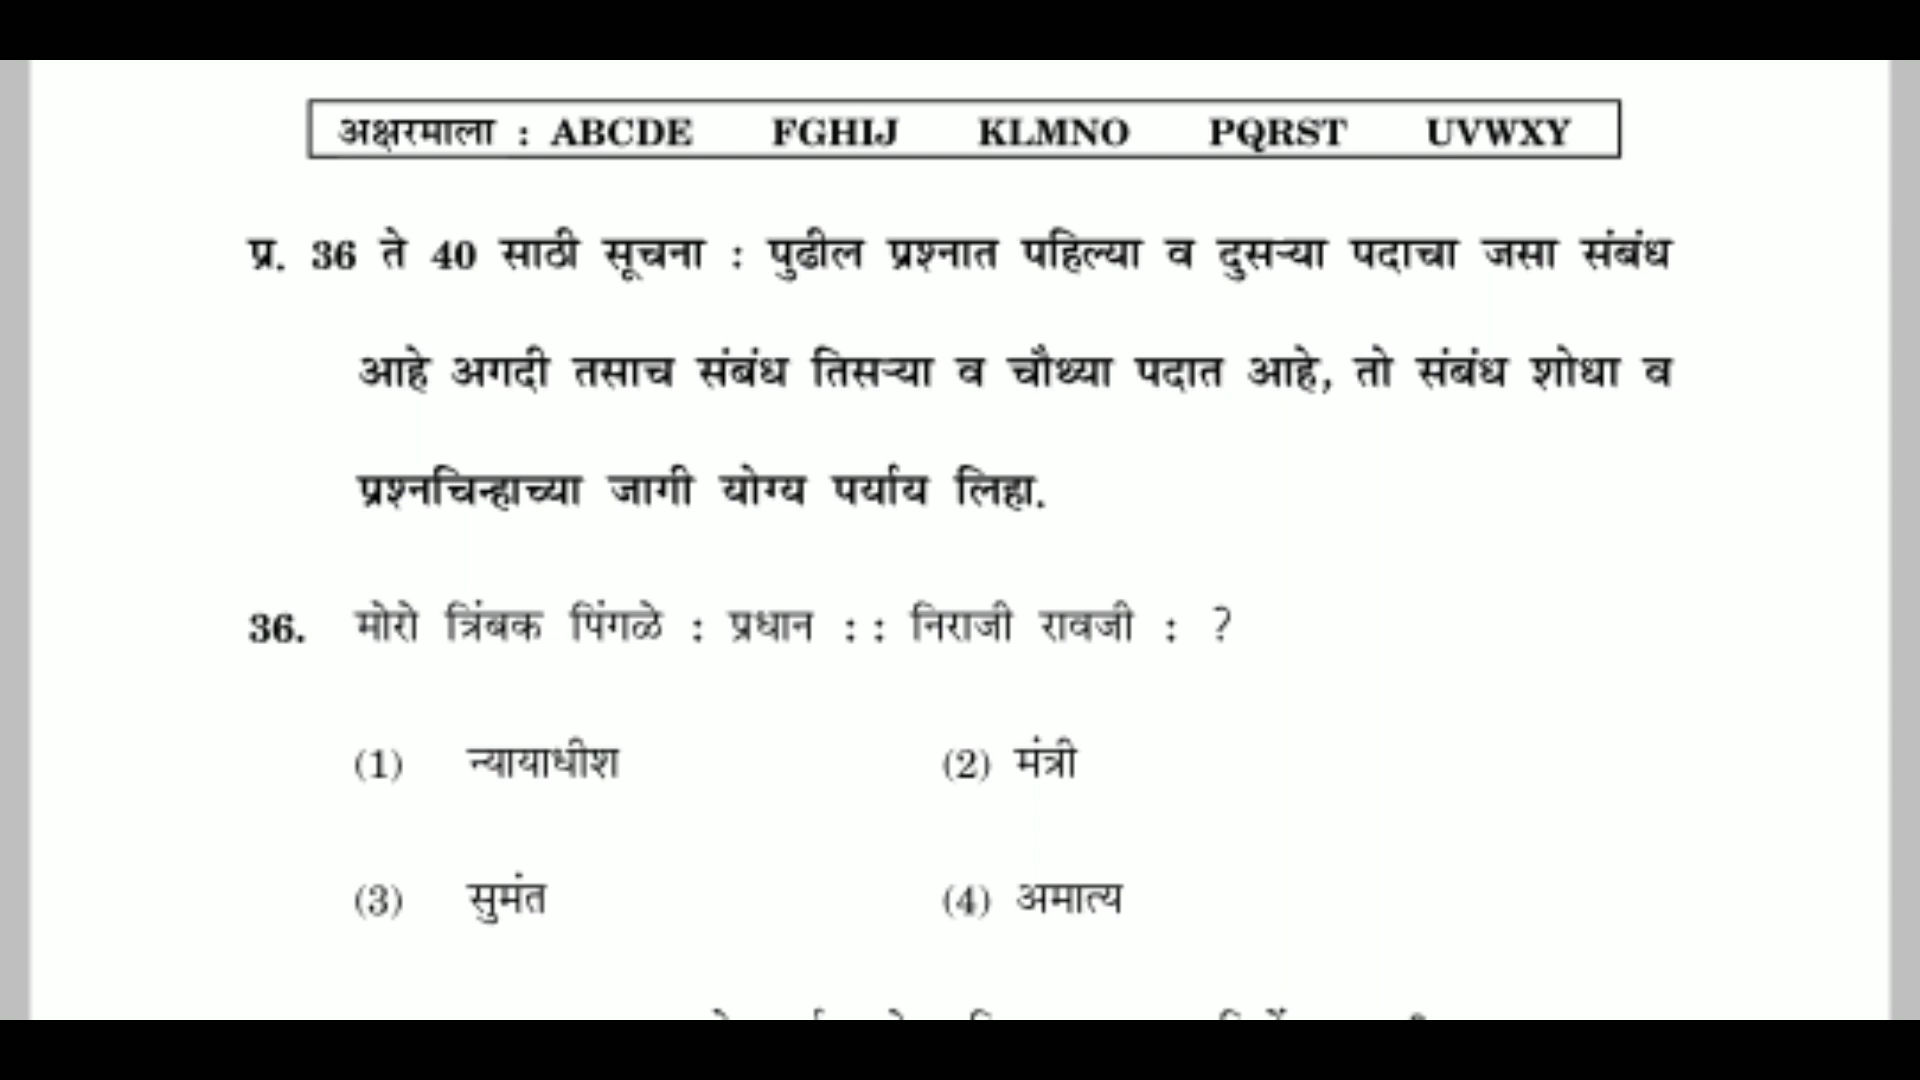 अक्षरमाला : ABCDE FGHIJ KLMNO PQRST UVWXY
प्र. 36 ते 40 साठी सूचना : पुढील प्रश्नात पहिल्या व दुसऱ्या पदाचा जसा संबंध
आहे अगदी तसाच संबंध तिसऱ्या व चौथ्या पदात आहे, तो संबंध शोधा व
प्रश्नचिन्हाच्या जागी योग्य पर्याय लिहा.
36. मोरो त्रिंबक पिंगळे : प्रधान : : निराजी रावजी : ?
(1) न्यायाधीश (2) मंत्री
(3) सुमंत (4) अमात्य